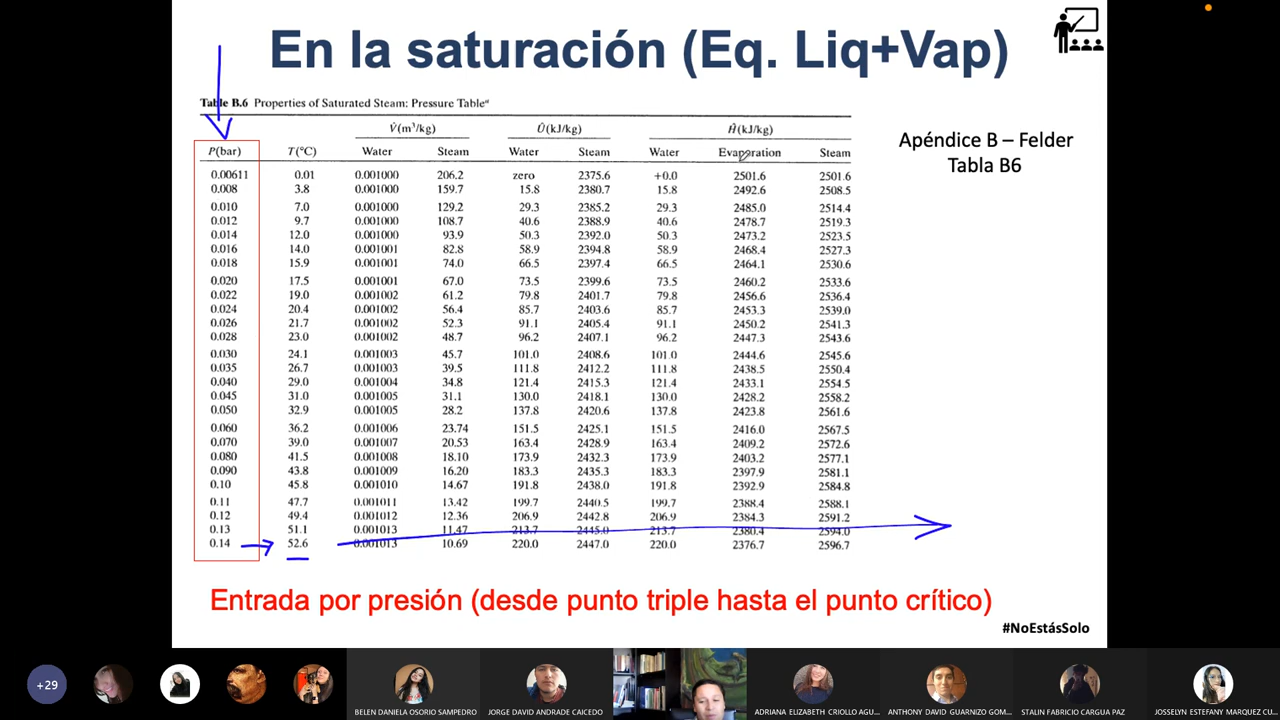 En la saturación (Eq. Liq+Vap)
Table B.6 Properties of Saturated Steam: Pressure Tableᵃ
V̂(m³/kg) Û(kJ/kg) Ĥ(kJ/kg)
P(bar) T(°C) Water Steam Water Steam Water Evaporation Steam
0.00611 0.01 0.001000 206.2 zero 2375.6 +0.0 2501.6 2501.6
0.008 3.8 0.001000 159.7 15.8 2380.7 15.8 2492.6 2508.5
0.010 7.0 0.001000 129.2 29.3 2385.2 29.3 2485.0 2514.4
0.012 9.7 0.001000 108.7 40.6 2388.9 40.6 2478.7 2519.3
0.014 12.0 0.001000 93.9 50.3 2392.0 50.3 2473.2 2523.5
0.016 14.0 0.001001 82.8 58.9 2394.8 58.9 2468.4 2527.3
0.018 15.9 0.001001 74.0 66.5 2397.4 66.5 2464.1 2530.6
0.020 17.5 0.001001 67.0 73.5 2399.6 73.5 2460.2 2533.6
0.022 19.0 0.001002 61.2 79.8 2401.7 79.8 2456.6 2536.4
0.024 20.4 0.001002 56.4 85.7 2403.6 85.7 2453.3 2539.0
0.026 21.7 0.001002 52.3 91.1 2405.4 91.1 2450.2 2541.3
0.028 23.0 0.001002 48.7 96.2 2407.1 96.2 2447.3 2543.6
0.030 24.1 0.001003 45.7 101.0 2408.6 101.0 2444.6 2545.6
0.035 26.7 0.001003 39.5 111.8 2412.2 111.8 2438.5 2550.4
0.040 29.0 0.001004 34.8 121.4 2415.3 121.4 2433.1 2554.5
0.045 31.0 0.001005 31.1 130.0 2418.1 130.0 2428.2 2558.2
0.050 32.9 0.001005 28.2 137.8 2420.6 137.8 2423.8 2561.6
0.060 36.2 0.001006 23.74 151.5 2425.1 151.5 2416.0 2567.5
0.070 39.0 0.001007 20.53 163.4 2428.9 163.4 2409.2 2572.6
0.080 41.5 0.001008 18.10 173.9 2432.3 173.9 2403.2 2577.1
0.090 43.8 0.001009 16.20 183.3 2435.3 183.3 2397.9 2581.1
0.10 45.8 0.001010 14.67 191.8 2438.0 191.8 2392.9 2584.8
0.11 47.7 0.001011 13.42 199.7 2440.5 199.7 2388.4 2588.1
0.12 49.4 0.001012 12.36 206.9 2442.8 206.9 2384.3 2591.2
0.13 51.1 0.001013 11.47 213.7 2445.0 213.7 2380.4 2594.0
0.14 52.6 0.001013 10.69 220.0 2447.0 220.0 2376.7 2596.7
Apéndice B – Felder
Tabla B6
Entrada por presión (desde punto triple hasta el punto crítico)
#NoEstásSolo
+29
BELEN DANIELA OSORIO SAMPEDRO
JORGE DAVID ANDRADE CAICEDO
ADRIANA ELIZABETH CRIOLLO AGU...
ANTHONY DAVID GUARNIZO GOM...
STALIN FABRICIO CARGUA PAZ
JOSSELYN ESTEFANY MARQUEZ CU...